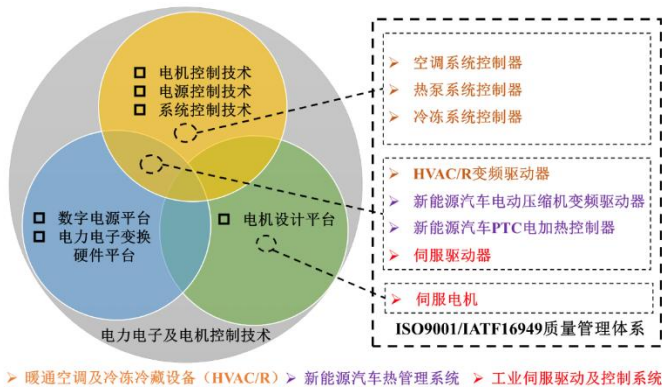 电机控制技术
电源控制技术
系统控制技术
数字电源平台
电力电子变换
硬件平台
电机设计平台
电力电子及电机控制技术
空调系统控制器
热泵系统控制器
冷冻系统控制器
HVAC/R变频驱动器
新能源汽车电动压缩机变频驱动器
新能源汽车PTC电加热控制器
伺服驱动器
伺服电机
ISO9001/IATF16949质量管理体系
暖通空调及冷冻冷藏设备（HVAC/R） 新能源汽车热管理系统 工业伺服驱动及控制系统